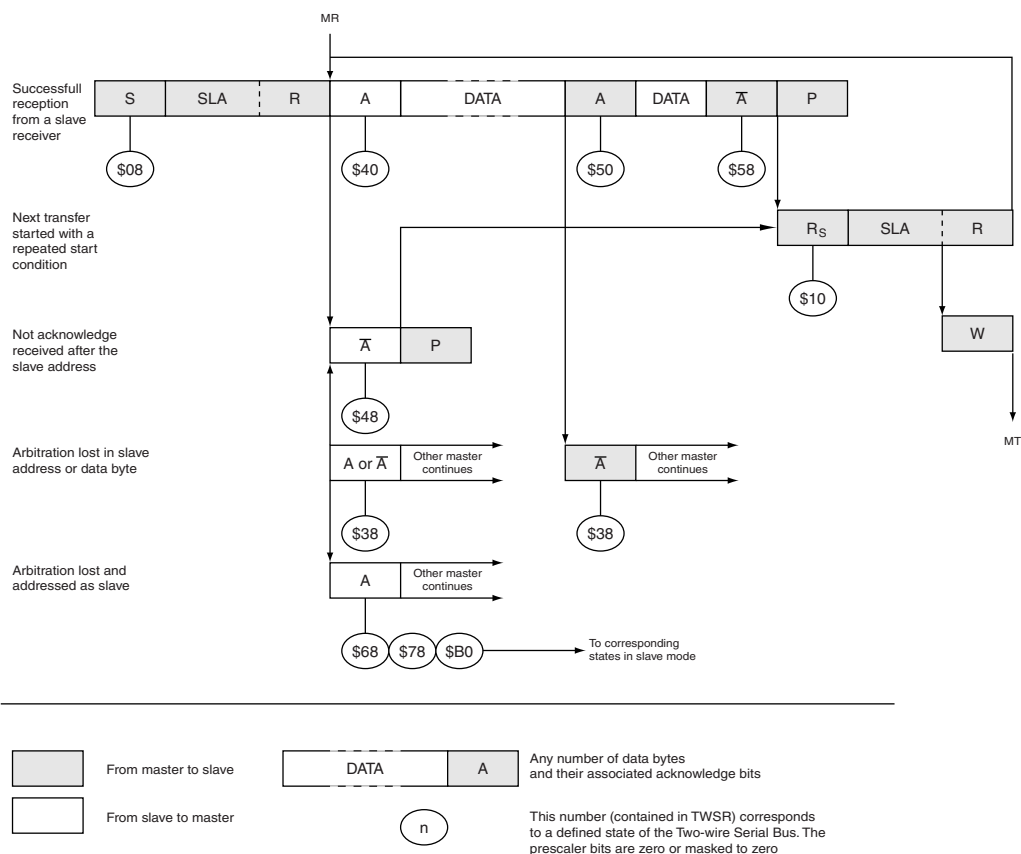 MR
Successfull
reception
from a slave
receiver
S SLA R A DATA A DATA A̅ P
$08 $40 $50 $58
Next transfer
started with a
repeated start
condition
RS SLA R
$10
Not acknowledge
received after the
slave address
A̅ P
W
$48
MT
Arbitration lost in slave
address or data byte
A or A̅ Other master
continues
A̅ Other master
continues
$38 $38
Arbitration lost and
addressed as slave
A Other master
continues
$68 $78 $B0 To corresponding
states in slave mode
From master to slave
DATA A Any number of data bytes
and their associated acknowledge bits
From slave to master
n This number (contained in TWSR) corresponds
to a defined state of the Two-wire Serial Bus. The
prescaler bits are zero or masked to zero